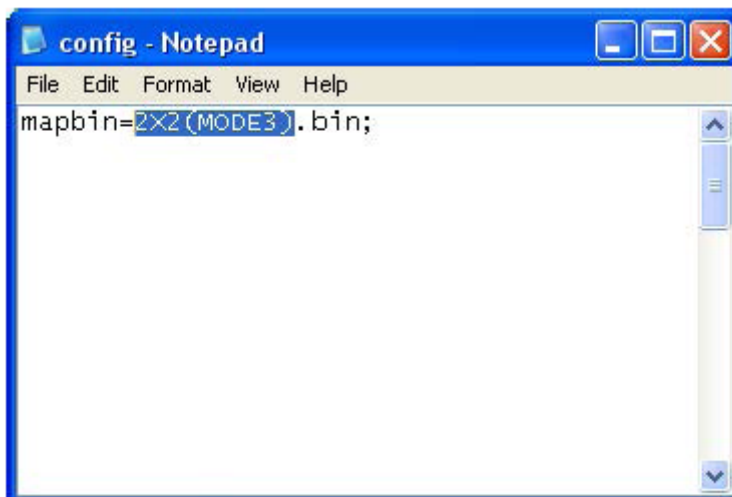 config - Notepad
File Edit Format View Help
mapbin=2X2(MODE3).bin;